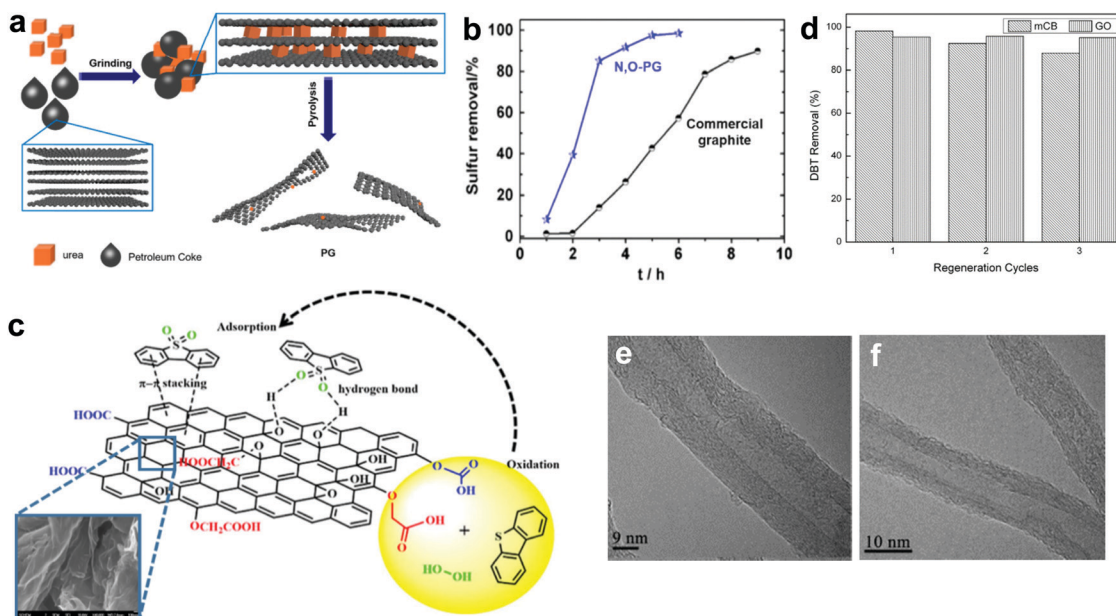 a
Grinding
Pyrolysis
PG
urea
Petroleum Coke
b
Sulfur removal/%
100
80
60
40
20
0
N,O-PG
Commercial
graphite
0 2 4 6 8 10
t / h
d
mCB GO
DBT Removal (%)
100
80
60
40
20
0
1 2 3
Regeneration Cycles
c
Adsorption
O O
S
π–π stacking
S
O O
hydrogen bond
H H
HOOC
O O
O
HOOCH₂C
HOOC
OH
OH
OH
O
O
OCH₂COOH
Oxidation
O O
OH
O
OH
O
+
S
HO-OH
e
9 nm
f
10 nm